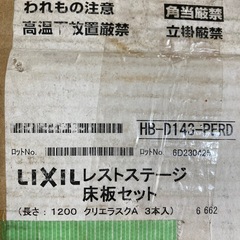 われもの注意
角当厳禁
高温下放置厳禁
立掛厳禁
HB-D143-PFRD
ロットNo.
ロットNo. 6D230425
LIXIL レストステージ
床板セット
(長さ：1200 クリエラスクA 3本入) 6 662